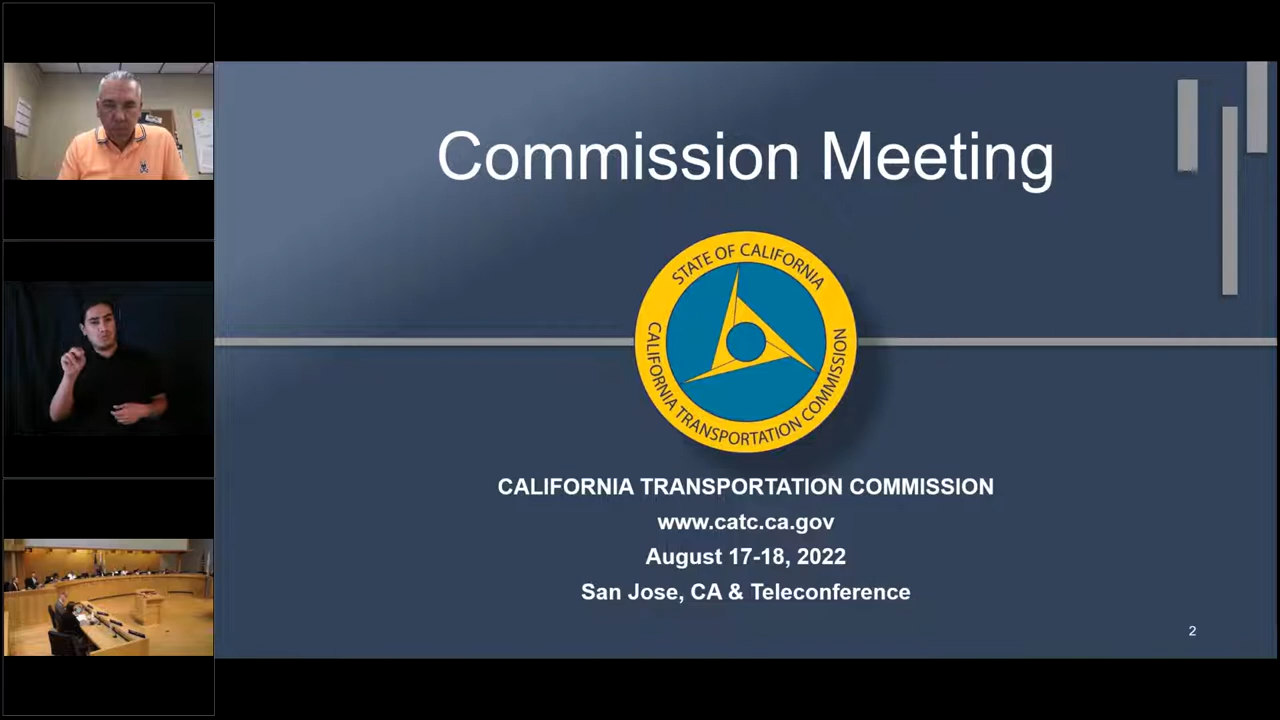 Commission Meeting
STATE OF CALIFORNIA
CALIFORNIA TRANSPORTATION COMMISSION
CALIFORNIA TRANSPORTATION COMMISSION
www.catc.ca.gov
August 17-18, 2022
San Jose, CA & Teleconference
2